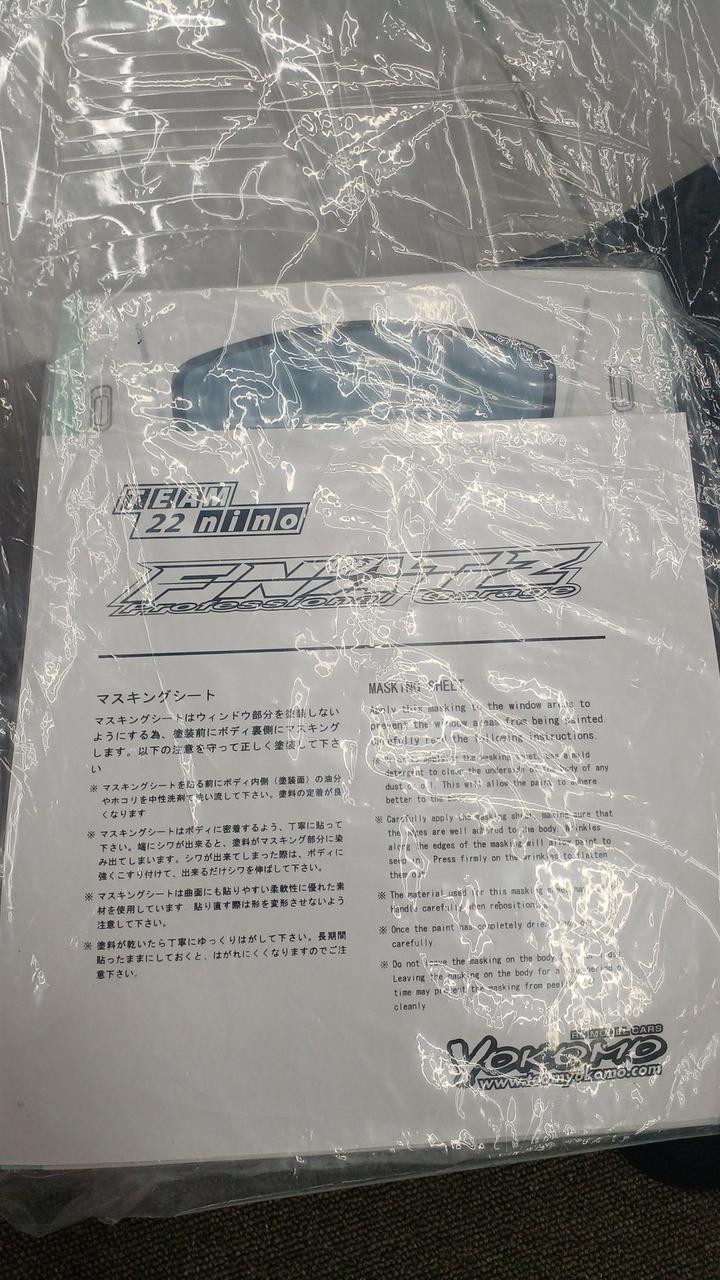 TEAM
22 nino
Professional Garage
マスキングシート
マスキングシートはウィンドウ部分を塗装しない
ようにする為、塗装前にボディ裏側にマスキング
します。以下の注意を守って正しく塗装して下さ
い
※ マスキングシートを貼る前にボディ内側（塗装面）の油分
やホコリを中性洗剤で洗い流して下さい。塗料の定着が良
くなります
※ マスキングシートはボディに密着するよう、丁寧に貼って
下さい。端にシワが出来ると、塗料がマスキング部分に染
み出てしまいます。シワが出来てしまった際は、ボディに
強くこすり付けて、出来るだけシワを伸ばして下さい。
※ マスキングシートは曲面にも貼りやすい柔軟性に優れた素
材を使用しています 貼り直す際は形を変形させないよう
注意して下さい。
※ 塗料が乾いたら丁寧にゆっくりはがして下さい。長期間
貼ったままにしておくと、はがれにくくなりますのでご注
意下さい。
MASKING SHEET
Apply this masking to the window areas to
prevent the window areas from being painted.
Carefully read the following instructions.
※ applying the masking sheet, use a mild
detergent to clean the underside body of any
dust This will allow the paint to adhere
better to the
※ Carefully apply the masking sheet, making sure that
the edges are well adhered to the body. Wrinkles
along the edges of the masking will allow paint to
seep in. Press firmly on the wrinkles to flatten
them out.
※ The material used for this masking sheet may
handle carefully when repositioning
※ Once the paint has completely dried
carefully.
※ Do not leave the masking on the body
Leaving the masking on the body for a period o
time may prevent the masking from peeling
cleanly
MODEL CARS
YOKOMO
www.teamyokomo.com